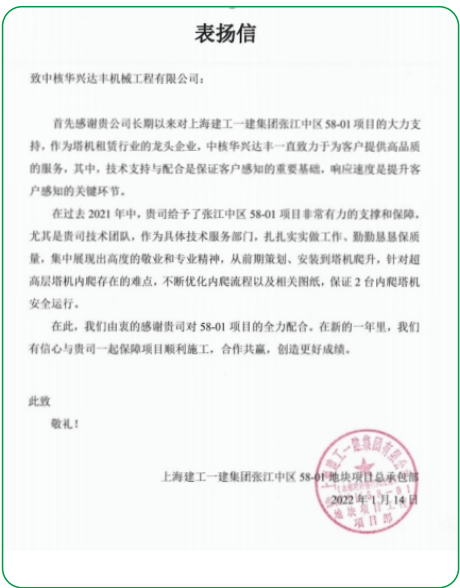 表扬信
致中核华兴达丰机械工程有限公司：
首先感谢贵公司长期以来对上海建工一建集团张江中区58-01项目的大力支
持，作为塔机租赁行业的龙头企业，中核华兴达丰一直致力于为客户提供高品质
的服务，其中，技术支持与配合是保证客户感知的重要基础，响应速度是提升客
户感知的关键环节。
在过去2021年中，贵司给予了张江中区58-01项目非常有力的支撑和保障。
尤其是贵司技术团队，作为具体技术服务部门，扎扎实实做工作、勤勤恳恳保质
量，集中展现出高度的敬业和专业精神，从前期策划、安装到塔机爬升，针对超
高层塔机内爬存在的难点，不断优化内爬流程以及相关图纸，保证2台内爬塔机
安全运行。
在此，我们由衷的感谢贵司对58-01项目的全力配合。在新的一年里，我们
有信心与贵司一起保障项目顺利施工，合作共赢，创造更好成绩。
此致
敬礼！
上海建工一建集团张江中区58-01地块项目总承包部
2022年1月14日
项目部